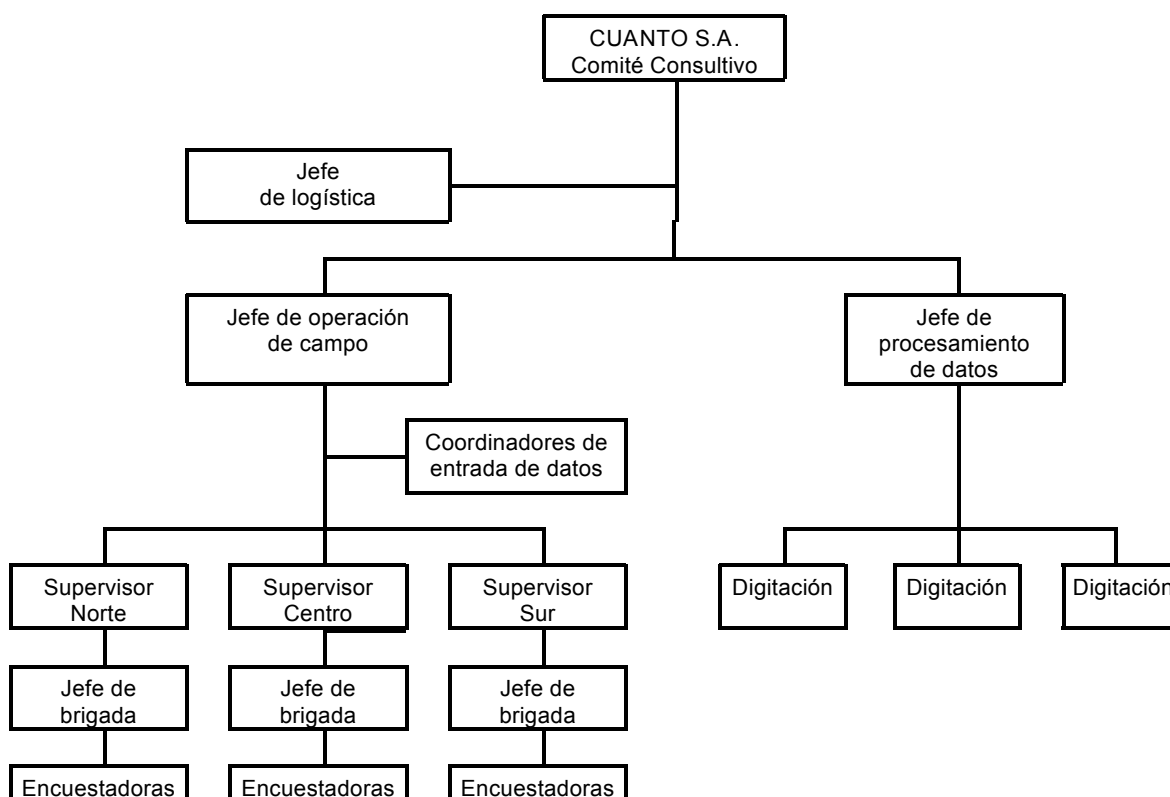 CUANTO S.A.
Comité Consultivo
Jefe
de logística
Jefe de operación
de campo
Jefe de
procesamiento
de datos
Coordinadores de
entrada de datos
Supervisor
Norte
Supervisor
Centro
Supervisor
Sur
Digitación
Digitación
Digitación
Jefe de
brigada
Jefe de
brigada
Jefe de
brigada
Encuestadoras
Encuestadoras
Encuestadoras